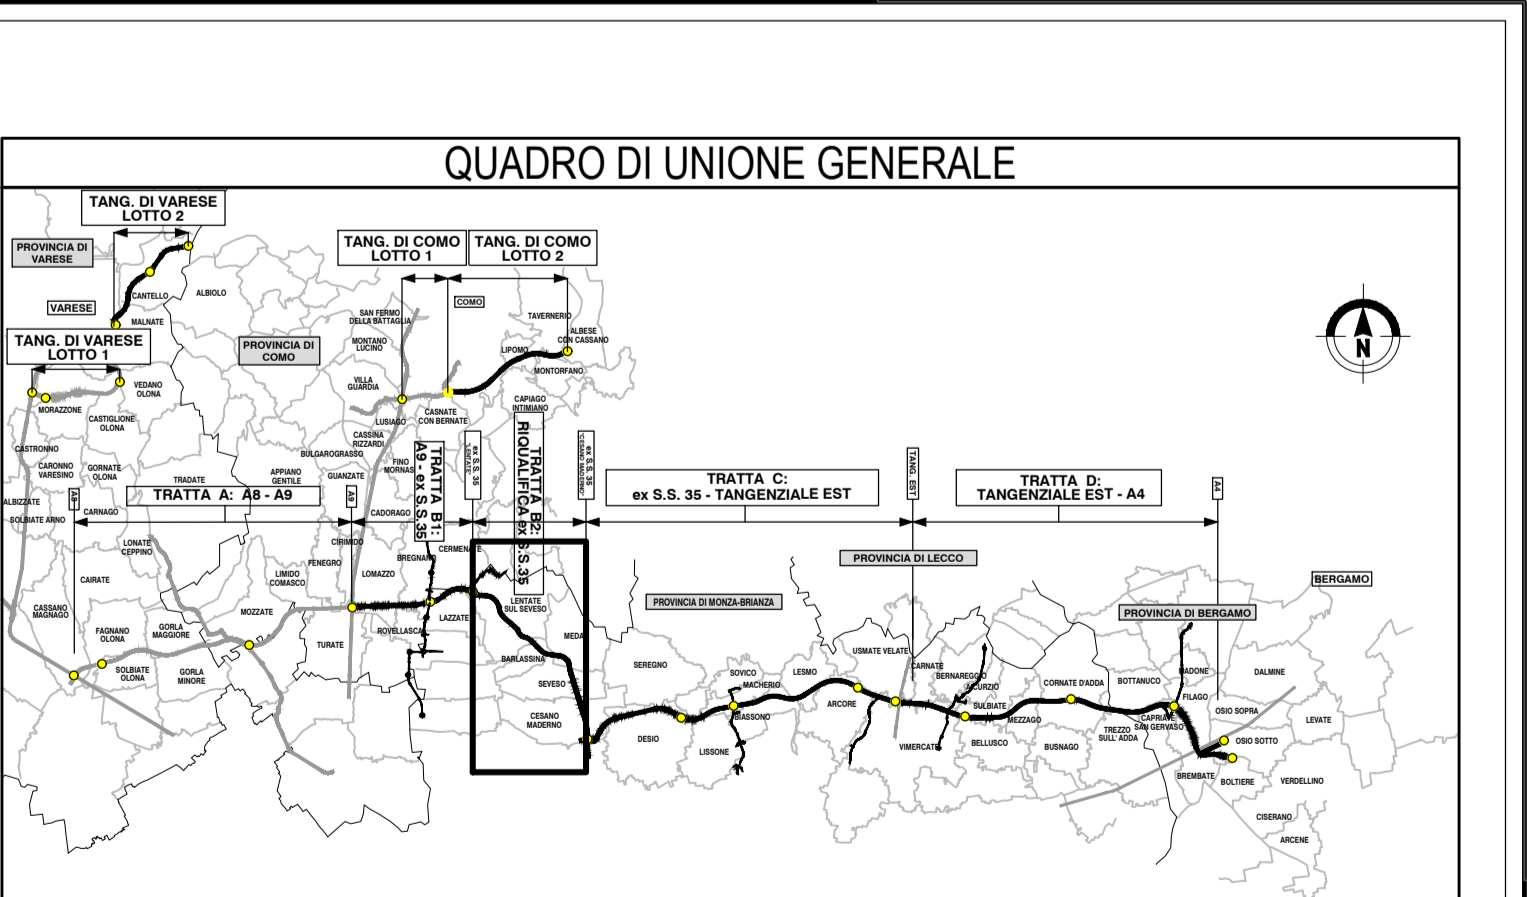 QUADRO DI UNIONE GENERALE
TANG. DI VARESE
LOTTO 2
PROVINCIA DI
VARESE
CANTELLO
ALBIOLO
VARESE
MALNATE
TANG. DI VARESE
LOTTO 1
VEDANO
OLONA
MORAZZONE
CASTIGLIONE
OLONA
PROVINCIA DI
COMO
TANG. DI COMO
LOTTO 1
TANG. DI COMO
LOTTO 2
COMO
SAN FERMO
DELLA BATTAGLIA
MONTANO
LUCINO
TAVERNERIO
ALBESE
CON CASSANO
LIPOMO
MONTORFANO
VILLA
GUARDIA
CAPIAGO
INTIMIANO
CASNATE
CON BERNATE
LUSIAGO
CASSINA
RIZZARDI
BULGAROGRASSO
N
CASTRONNO
CARONNO
VARESINO
GORNATE
OLONA
TRADATE
APPIANO
GENTILE
GUANZATE
FINO
MORNAS
ALBIZZATE
SOLBIATE ARNO
A8
CARNAGO
TRATTA A: A8 - A9
A9
CADORAGO
TRATTA B1:
A9 - ex S.S.35
ex S.S. 35
"LENTATE"
TRATTA B2:
RIQUALIFICA ex S.S.35
ex S.S. 35
"CESANO MADERNO"
TRATTA C:
ex S.S. 35 - TANGENZIALE EST
TANG. EST
TRATTA D:
TANGENZIALE EST - A4
A4
LONATE
CEPPINO
CIRIMIDO
FENEGRO
BREGNANO
CERMENATE
CAIRATE
LIMIDO
COMASCO
LOMAZZO
PROVINCIA DI LECCO
BERGAMO
CASSANO
MAGNAGO
MOZZATE
LAZZATE
LENTATE
SUL SEVESO
PROVINCIA DI MONZA-BRIANZA
PROVINCIA DI BERGAMO
FAGNANO
OLONA
GORLA
MAGGIORE
TURATE
ROVELLASCA
MEDA
BARLASSINA
SEREGNO
USMATE VELATE
SOLBIATE
OLONA
GORLA
MINORE
SEVESO
SOVICO
MACHERIO
LESMO
CARNATE
BERNAREGGIO
AICURZIO
CORNATE D'ADDA
BOTTANUCO
MADONE
DALMINE
CESANO
MADERNO
DESIO
BIASSONO
ARCORE
SULBIATE
MEZZAGO
FILAGO
CAPRIATE
SAN GERVASO
OSIO SOPRA
LEVATE
LISSONE
VIMERCATE
BELLUSCO
BUSNAGO
TREZZO
SULL' ADDA
OSIO SOTTO
BREMBATE
BOLTIERE
VERDELLINO
CISERANO
ARCENE